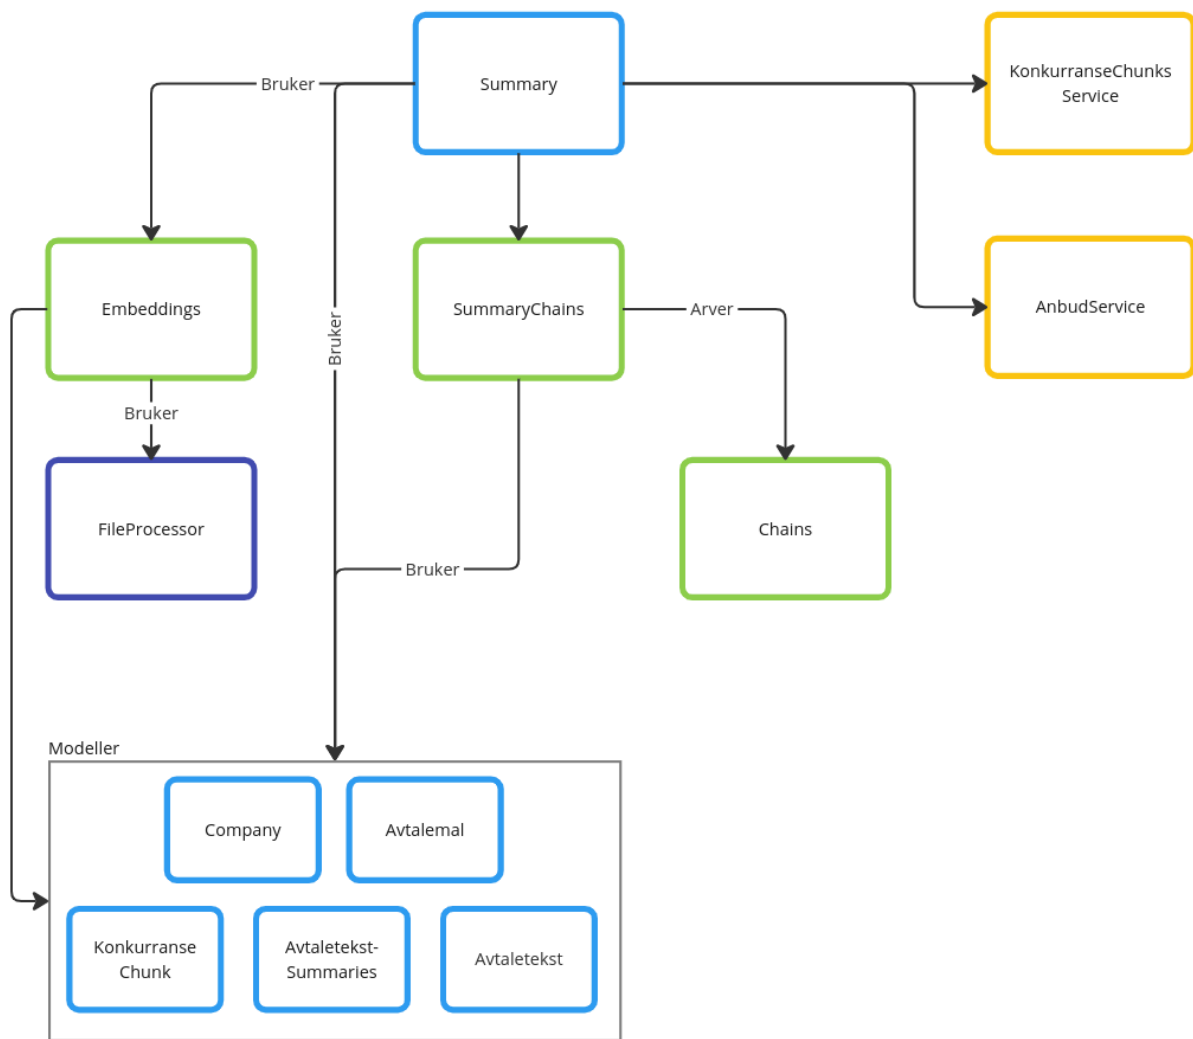 Summary
KonkurranseChunks
Service
Bruker
Embeddings
SummaryChains
Arver
AnbudService
Bruker
Bruker
FileProcessor
Chains
Bruker
Modeller
Company
Avtalemal
Konkurranse
Chunk
Avtaletekst-
Summaries
Avtaletekst